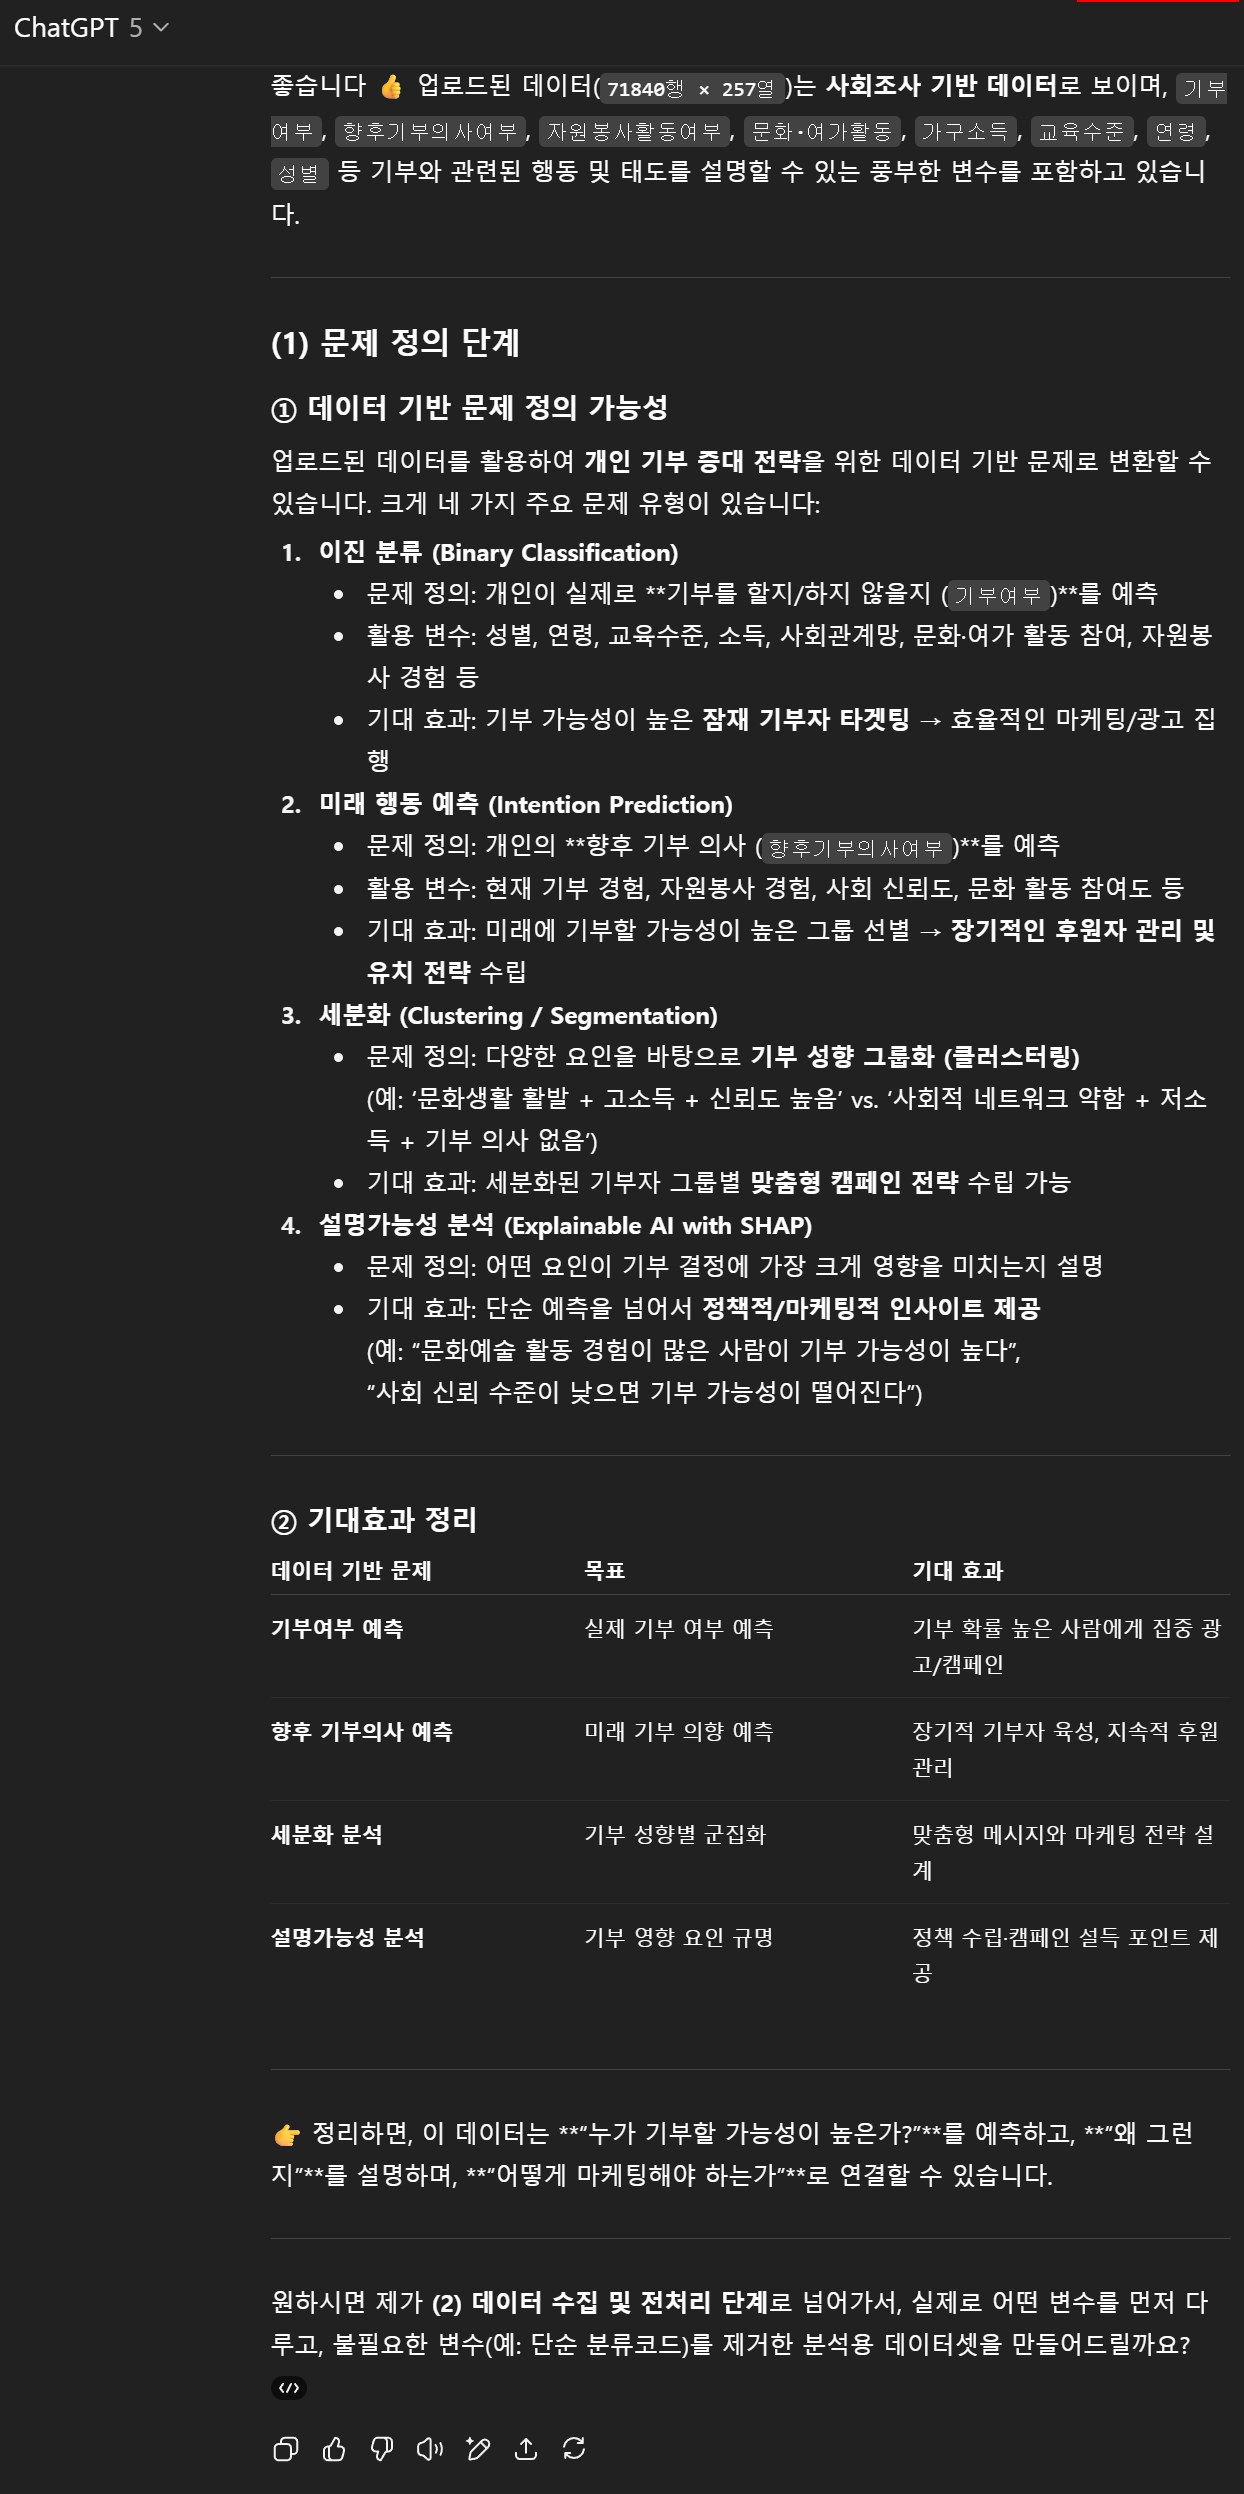 ChatGPT 5
좋습니다 👍 업로드된 데이터(71840행 × 257열)는 사회조사 기반 데이터로 보이며, 기부
여부, 향후기부의사여부, 자원봉사활동여부, 문화·여가활동, 가구소득, 교육수준, 연령,
성별 등 기부와 관련된 행동 및 태도를 설명할 수 있는 풍부한 변수를 포함하고 있습니
다.
(1) 문제 정의 단계
① 데이터 기반 문제 정의 가능성
업로드된 데이터를 활용하여 개인 기부 증대 전략을 위한 데이터 기반 문제로 변환할 수
있습니다. 크게 네 가지 주요 문제 유형이 있습니다:
1. 이진 분류 (Binary Classification)
• 문제 정의: 개인이 실제로 **기부를 할지/하지 않을지 (기부여부)**를 예측
• 활용 변수: 성별, 연령, 교육수준, 소득, 사회관계망, 문화·여가 활동 참여, 자원봉
사 경험 등
• 기대 효과: 기부 가능성이 높은 잠재 기부자 타겟팅 → 효율적인 마케팅/광고 집
행
2. 미래 행동 예측 (Intention Prediction)
• 문제 정의: 개인의 **향후 기부 의사 (향후기부의사여부)**를 예측
• 활용 변수: 현재 기부 경험, 자원봉사 경험, 사회 신뢰도, 문화 활동 참여도 등
• 기대 효과: 미래에 기부할 가능성이 높은 그룹 선별 → 장기적인 후원자 관리 및
유치 전략 수립
3. 세분화 (Clustering / Segmentation)
• 문제 정의: 다양한 요인을 바탕으로 기부 성향 그룹화 (클러스터링)
(예: ‘문화생활 활발 + 고소득 + 신뢰도 높음’ vs. ‘사회적 네트워크 약함 + 저소
득 + 기부 의사 없음’)
• 기대 효과: 세분화된 기부자 그룹별 맞춤형 캠페인 전략 수립 가능
4. 설명가능성 분석 (Explainable AI with SHAP)
• 문제 정의: 어떤 요인이 기부 결정에 가장 크게 영향을 미치는지 설명
• 기대 효과: 단순 예측을 넘어서 정책적/마케팅적 인사이트 제공
(예: “문화예술 활동 경험이 많은 사람이 기부 가능성이 높다”,
“사회 신뢰 수준이 낮으면 기부 가능성이 떨어진다”)
② 기대효과 정리
데이터 기반 문제 목표 기대 효과
기부여부 예측 실제 기부 여부 예측 기부 확률 높은 사람에게 집중 광
고/캠페인
향후 기부의사 예측 미래 기부 의향 예측 장기적 기부자 육성, 지속적 후원
관리
세분화 분석 기부 성향별 군집화 맞춤형 메시지와 마케팅 전략 설
계
설명가능성 분석 기부 영향 요인 규명 정책 수립·캠페인 설득 포인트 제
공
👉 정리하면, 이 데이터는 **“누가 기부할 가능성이 높은가?”**를 예측하고, **“왜 그런
지”**를 설명하며, **“어떻게 마케팅해야 하는가”**로 연결할 수 있습니다.
원하시면 제가 (2) 데이터 수집 및 전처리 단계로 넘어가서, 실제로 어떤 변수를 먼저 다
루고, 불필요한 변수(예: 단순 분류코드)를 제거한 분석용 데이터셋을 만들어드릴까요?